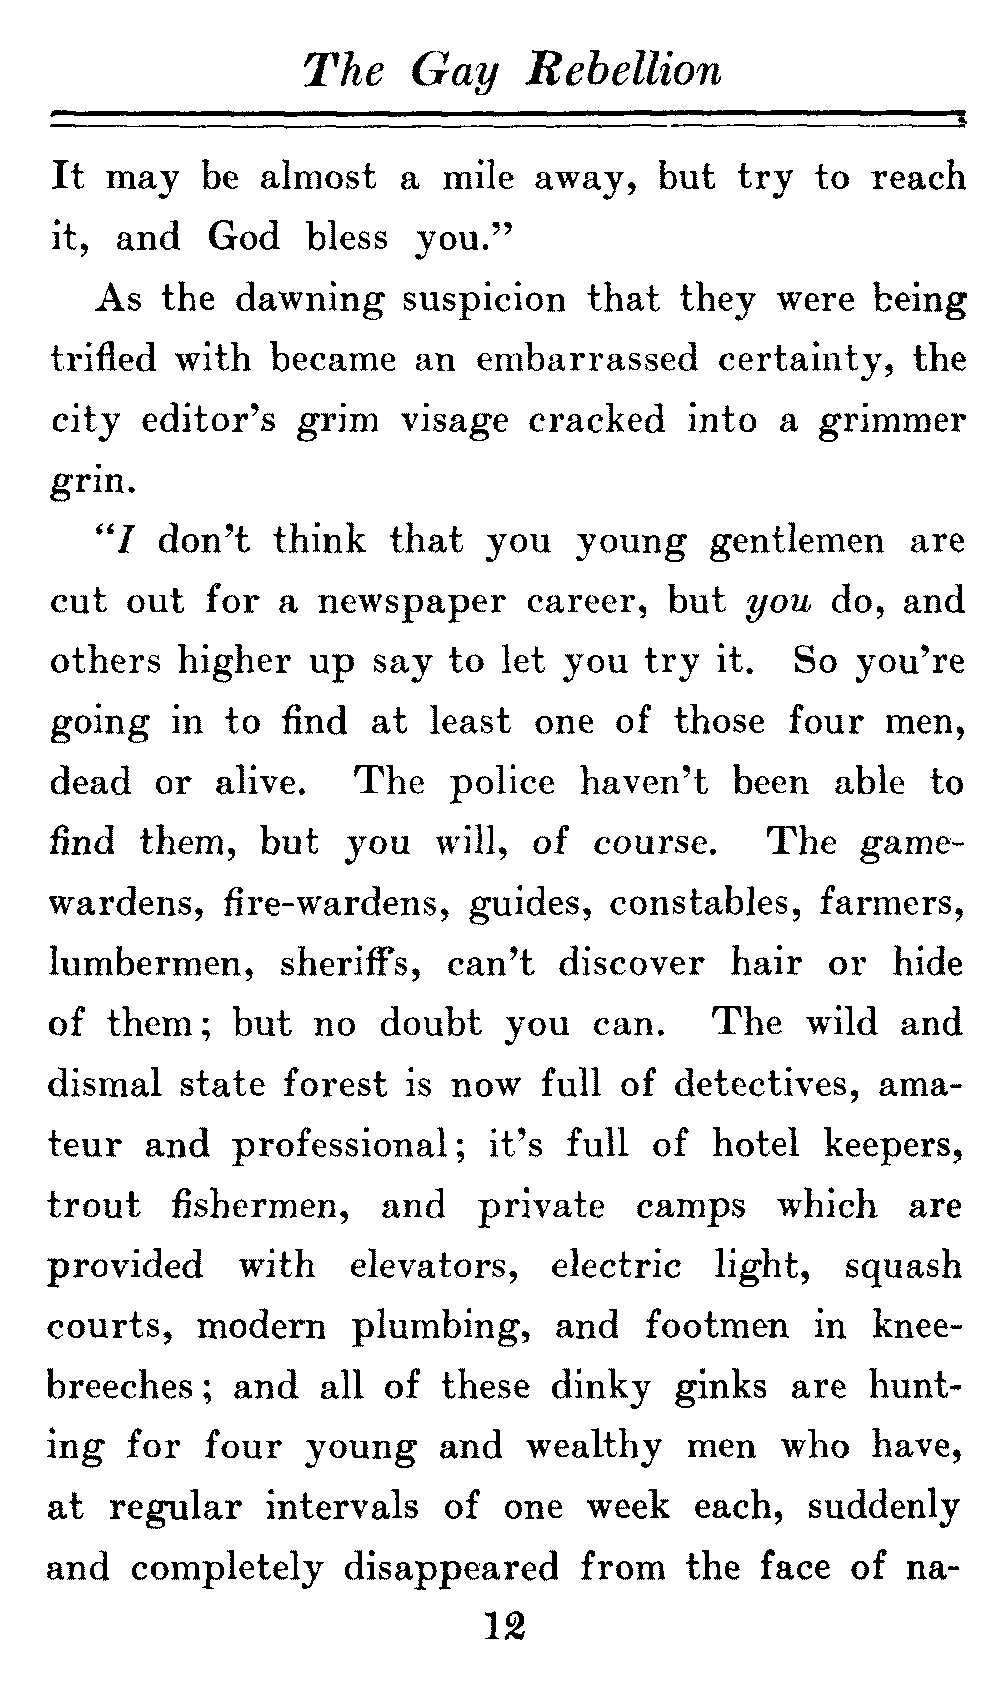 The Gay Rebellion
It may be almost a mile away, but try to reach
it, and God bless you.”
As the dawning suspicion that they were being
trifled with became an embarrassed certainty, the
city editor’s grim visage cracked into a grimmer
grin.
“I don’t think that you young gentlemen are
cut out for a newspaper career, but you do, and
others higher up say to let you try it. So you’re
going in to find at least one of those four men,
dead or alive. The police haven’t been able to
find them, but you will, of course. The game-
wardens, fire-wardens, guides, constables, farmers,
lumbermen, sheriffs, can’t discover hair or hide
of them; but no doubt you can. The wild and
dismal state forest is now full of detectives, ama-
teur and professional; it’s full of hotel keepers,
trout fishermen, and private camps which are
provided with elevators, electric light, squash
courts, modern plumbing, and footmen in knee-
breeches; and all of these dinky ginks are hunt-
ing for four young and wealthy men who have,
at regular intervals of one week each, suddenly
and completely disappeared from the face of na-
12